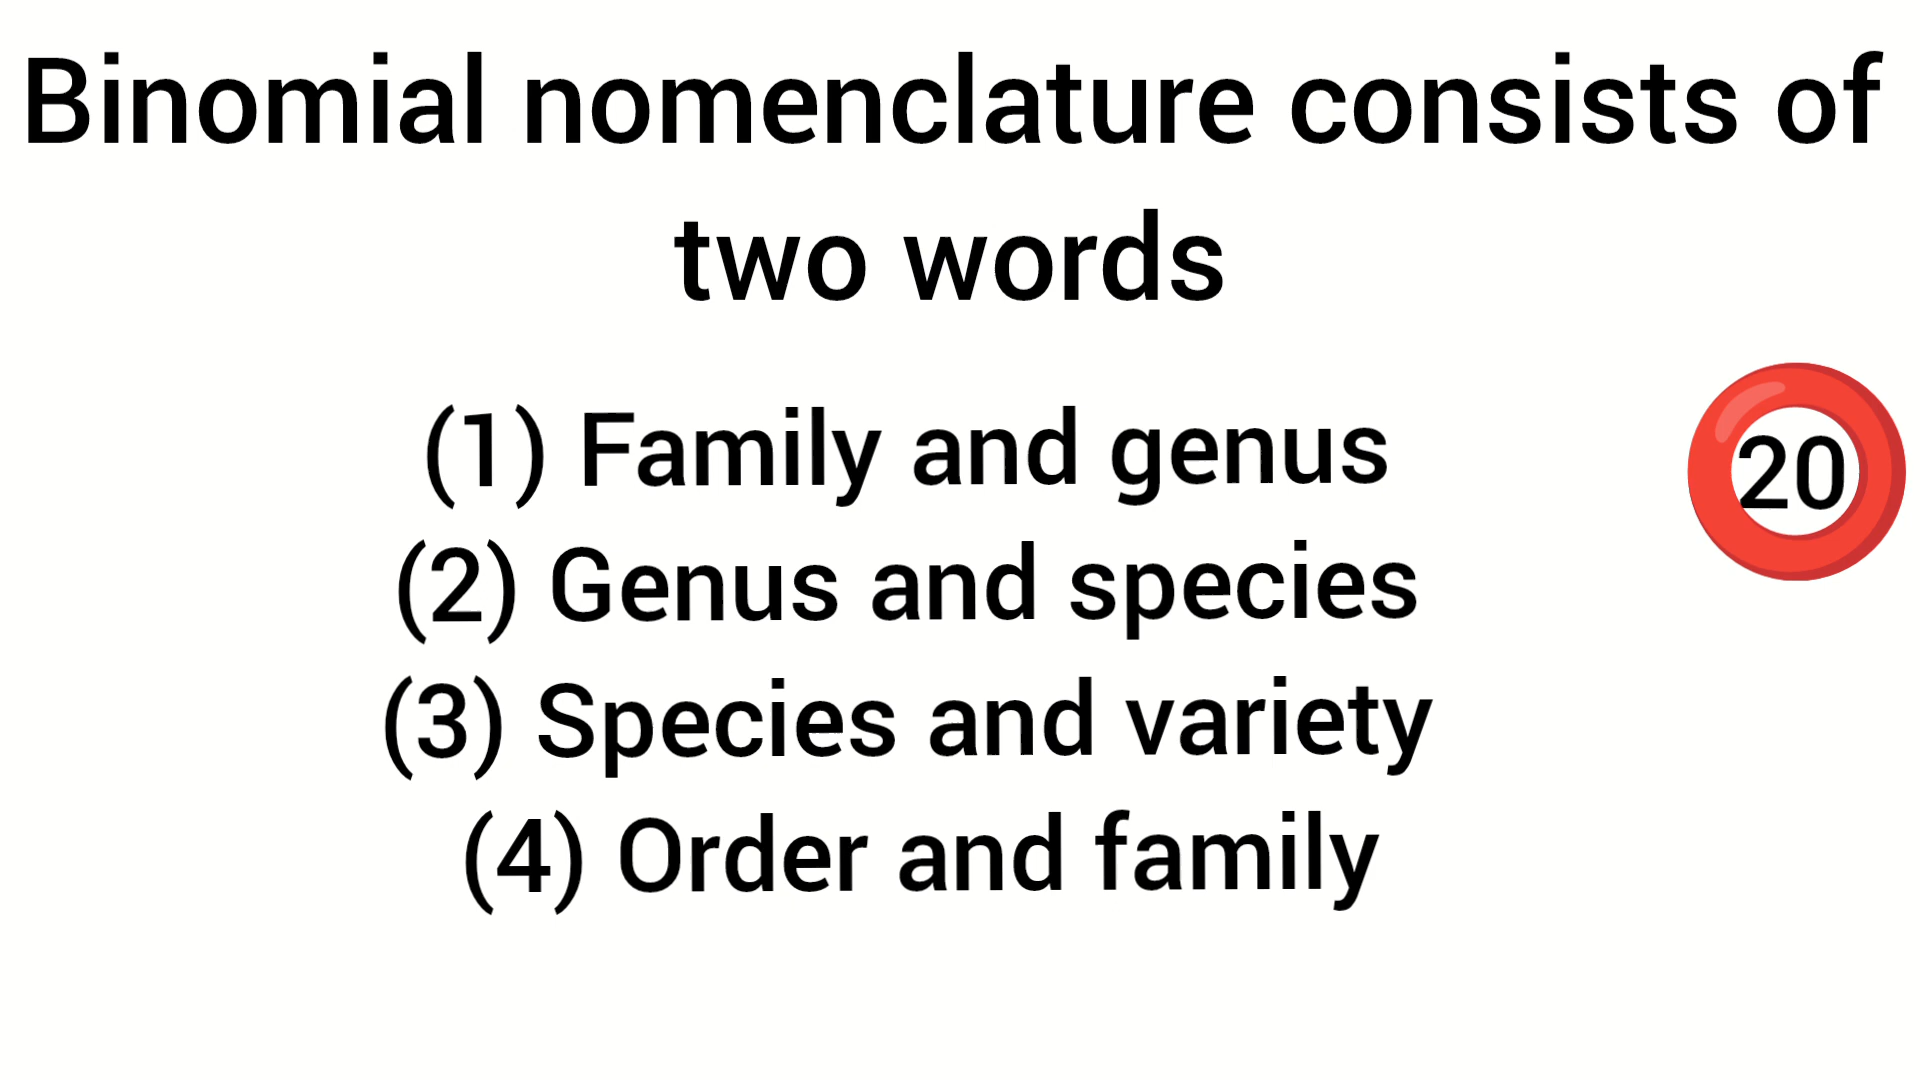 Binomial nomenclature consists of
two words
(1) Family and genus
20
(2) Genus and species
(3) Species and variety
(4) Order and family